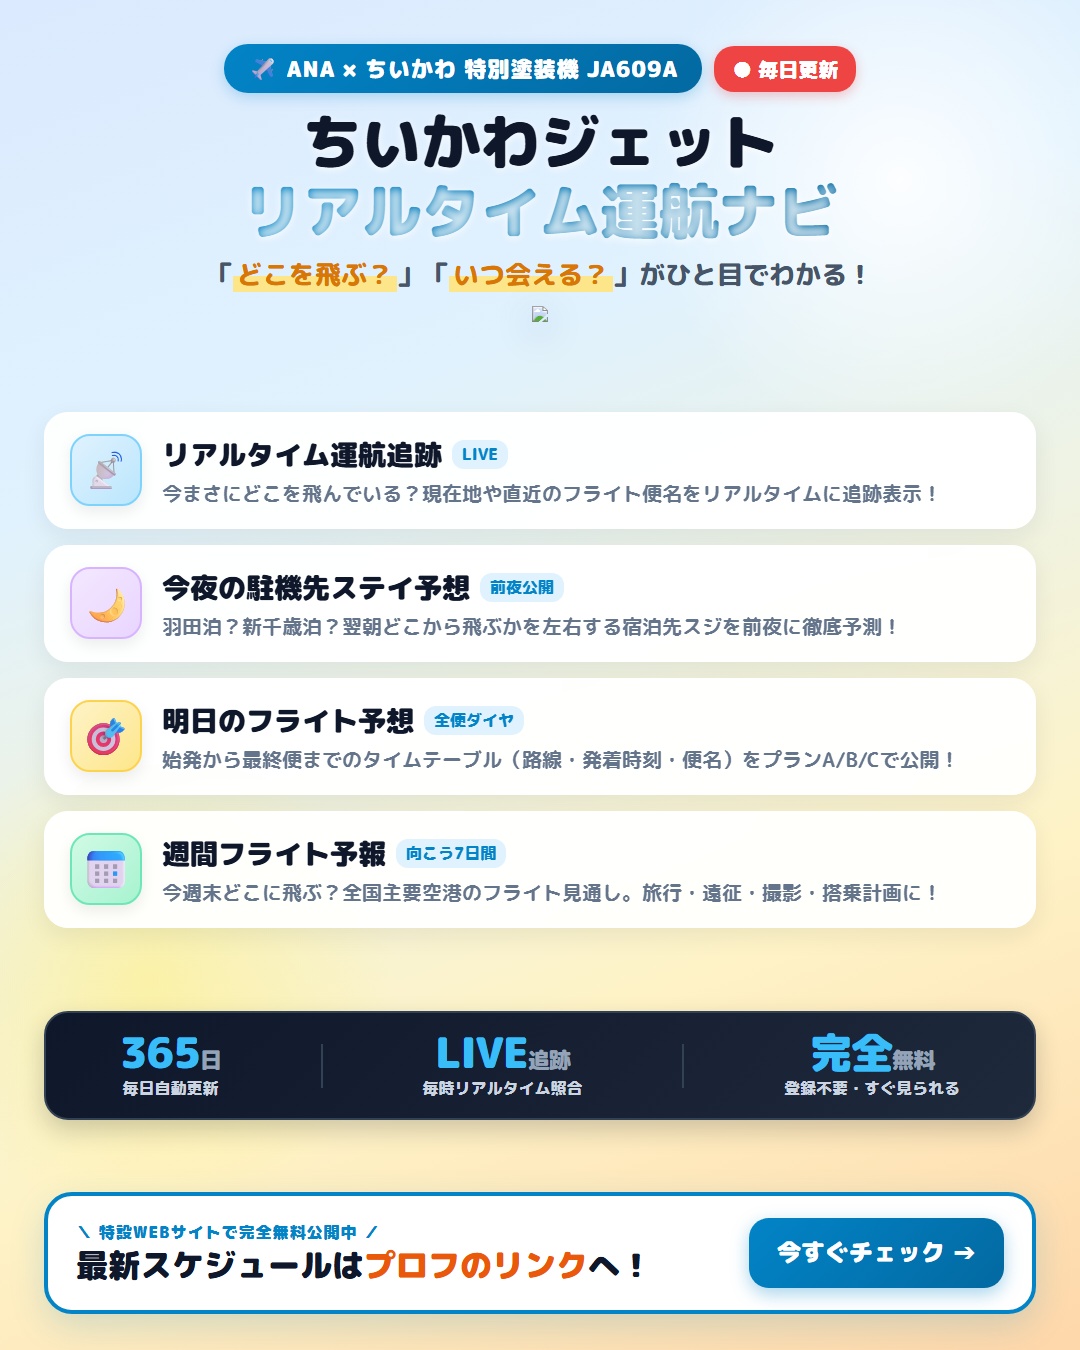 ANA × ちいかわ 特別塗装機 JA609A
毎日更新
ちいかわジェット
リアルタイム運航ナビ
「どこを飛ぶ？」「いつ会える？」がひと目でわかる！
リアルタイム運航追跡 LIVE
今まさにどこを飛んでいる？現在地や直近のフライト便名をリアルタイムに追跡表示！
今夜の駐機先ステイ予想 前夜公開
羽田泊？新千歳泊？翌朝どこから飛ぶかを左右する宿泊先スジを前夜に徹底予測！
明日のフライト予想 全便ダイヤ
始発から最終便までのタイムテーブル（路線・発着時刻・便名）をプランA/B/Cで公開！
週間フライト予報 向こう7日間
今週末どこに飛ぶ？全国主要空港のフライト見通し。旅行・遠征・撮影・搭乗計画に！
365日
毎日自動更新
LIVE追跡
毎時リアルタイム照合
完全無料
登録不要・すぐ見られる
\ 特設WEBサイトで完全無料公開中 /
最新スケジュールはプロフのリンクへ！
今すぐチェック →